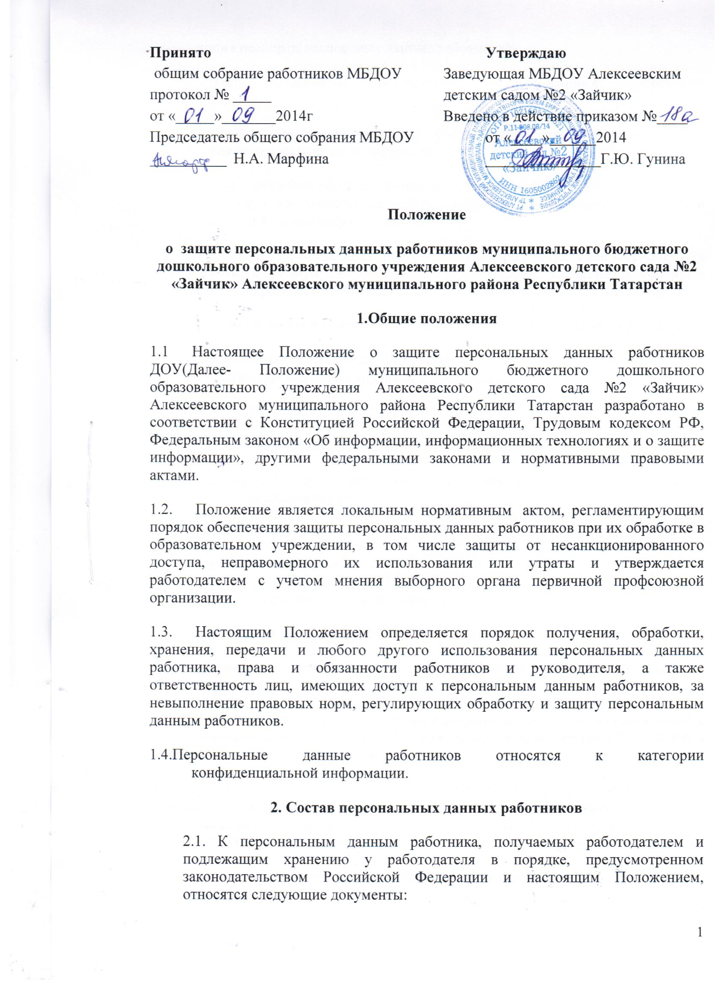 Принято
общим собрание работников МБДОУ
протокол № 1
от «01» 09 2014г
Председатель общего собрания МБДОУ
Н.А. Марфина
Утверждаю
Заведующая МБДОУ Алексеевским
детским садом №2 «Зайчик»
Введено в действие приказом № 18а
от «01» 09 2014
Г.Ю. Гунина
Р.11-808.08/14
Алексеевский
детский сад №2
«Зайчик»
ИНН 1605002862
Положение
о защите персональных данных работников муниципального бюджетного
дошкольного образовательного учреждения Алексеевского детского сада №2
«Зайчик» Алексеевского муниципального района Республики Татарстан
1.Общие положения
1.1 Настоящее Положение о защите персональных данных работников
ДОУ(Далее- Положение) муниципального бюджетного дошкольного
образовательного учреждения Алексеевского детского сада №2 «Зайчик»
Алексеевского муниципального района Республики Татарстан разработано в
соответствии с Конституцией Российской Федерации, Трудовым кодексом РФ,
Федеральным законом «Об информации, информационных технологиях и о защите
информации», другими федеральными законами и нормативными правовыми
актами.
1.2. Положение является локальным нормативным актом, регламентирующим
порядок обеспечения защиты персональных данных работников при их обработке в
образовательном учреждении, в том числе защиты от несанкционированного
доступа, неправомерного их использования или утраты и утверждается
работодателем с учетом мнения выборного органа первичной профсоюзной
организации.
1.3. Настоящим Положением определяется порядок получения, обработки,
хранения, передачи и любого другого использования персональных данных
работника, права и обязанности работников и руководителя, а также
ответственность лиц, имеющих доступ к персональным данным работников, за
невыполнение правовых норм, регулирующих обработку и защиту персональным
данным работников.
1.4.Персональные данные работников относятся к категории
конфиденциальной информации.
2. Состав персональных данных работников
2.1. К персональным данным работника, получаемых работодателем и
подлежащим хранению у работодателя в порядке, предусмотренном
законодательством Российской Федерации и настоящим Положением,
относятся следующие документы:
1